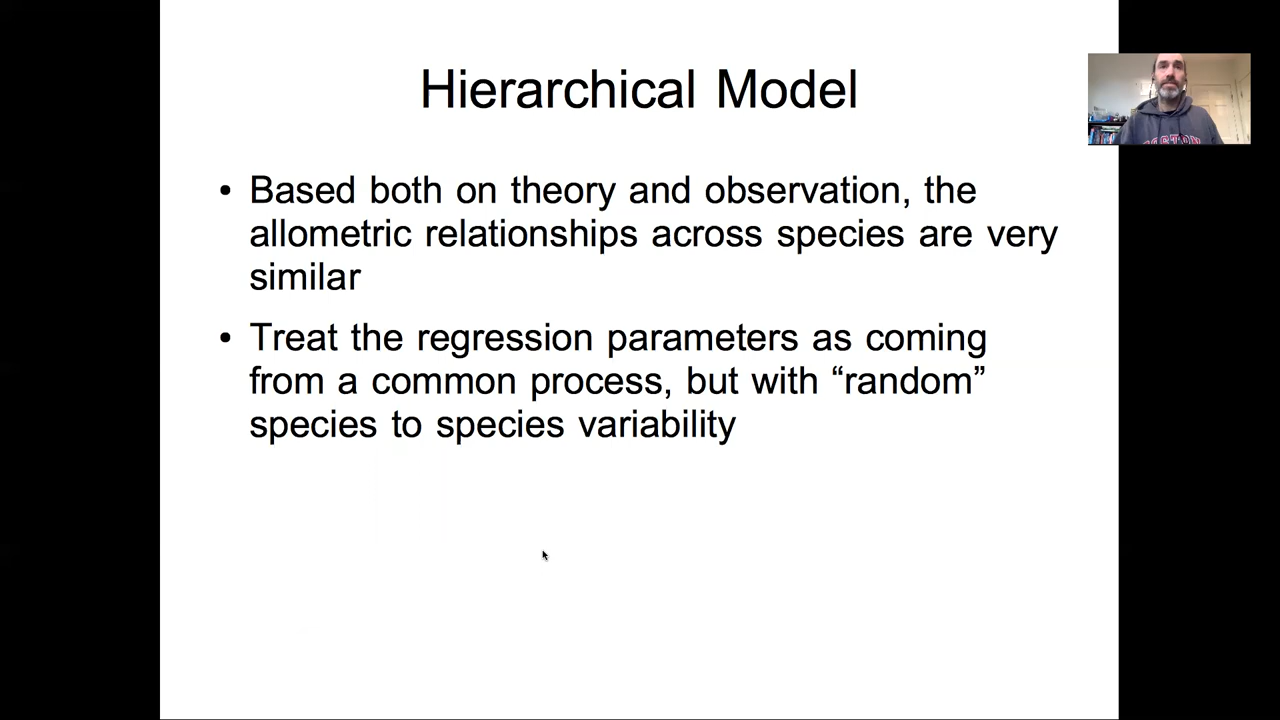 Hierarchical Model
• Based both on theory and observation, the
allometric relationships across species are very
similar
• Treat the regression parameters as coming
from a common process, but with “random”
species to species variability